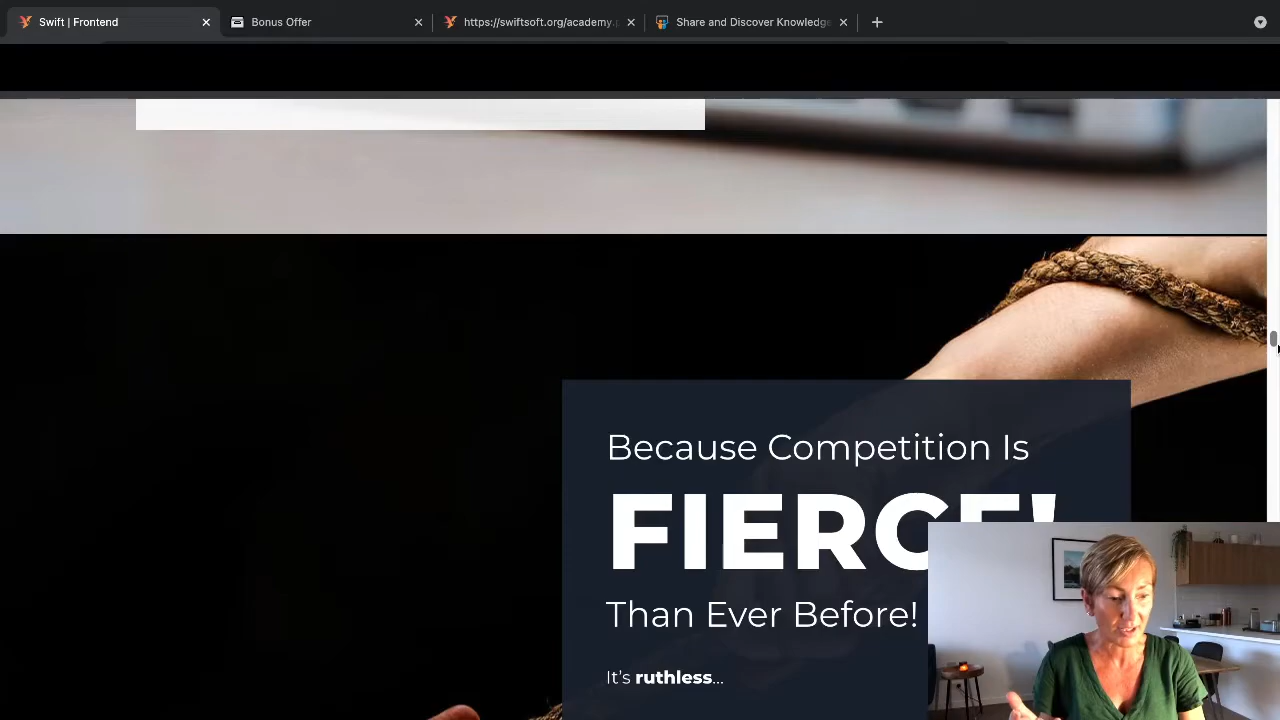 Swift | Frontend
Bonus Offer
https://swiftsoft.org/academy.
Share and Discover Knowledge
Because Competition Is
FIERCE!
Than Ever Before!
It's ruthless...